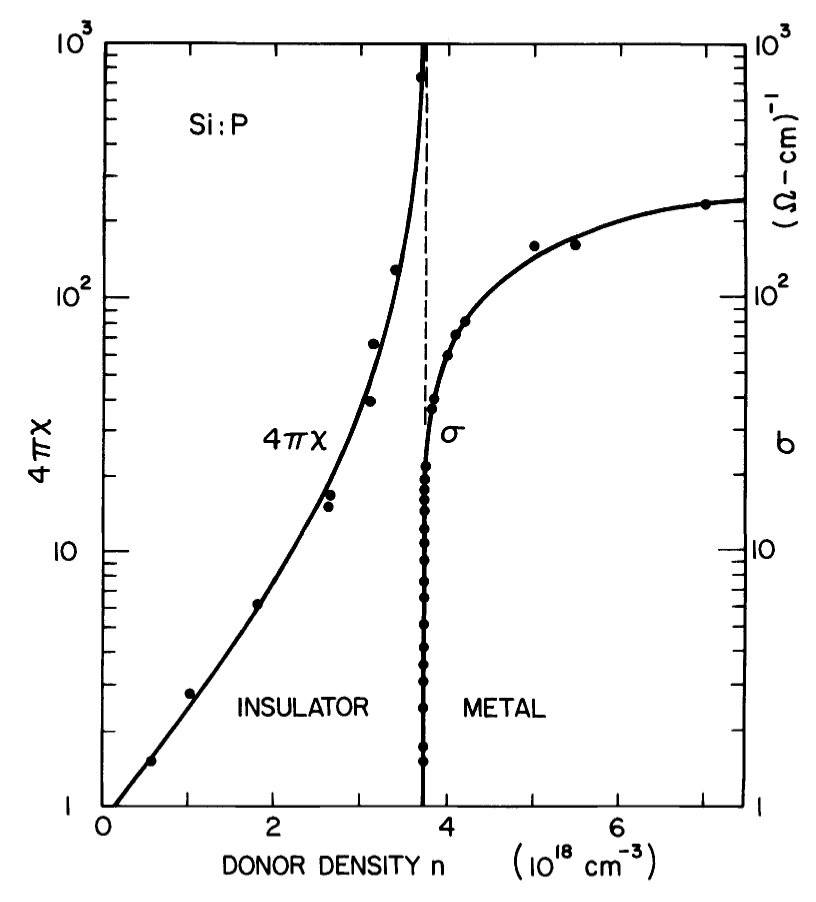 10³
10³
Si:P
(Ω-cm)⁻¹
10²
10²
4πχ
4πχ
σ
σ
10
10
INSULATOR
METAL
1
1
0
2
4
6
DONOR DENSITY n (10¹⁸ cm⁻³)